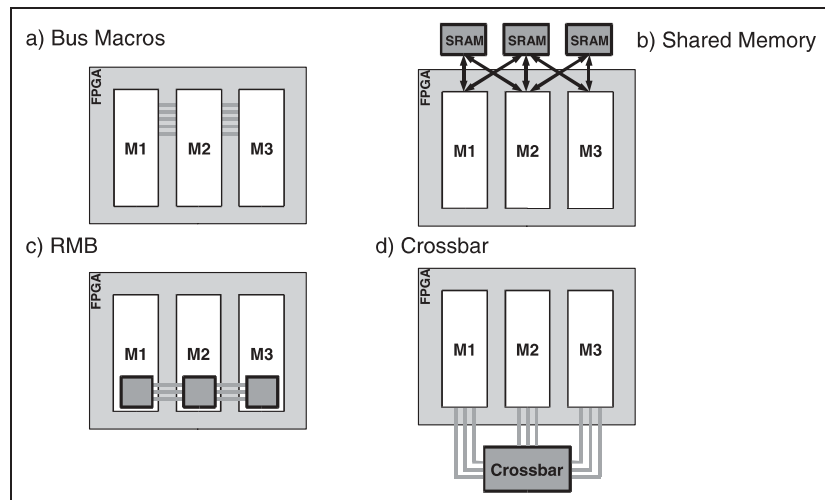 a) Bus Macros
FPGA
M1 M2 M3
SRAM SRAM SRAM
b) Shared Memory
FPGA
M1 M2 M3
c) RMB
FPGA
M1 M2 M3
d) Crossbar
FPGA
M1 M2 M3
Crossbar